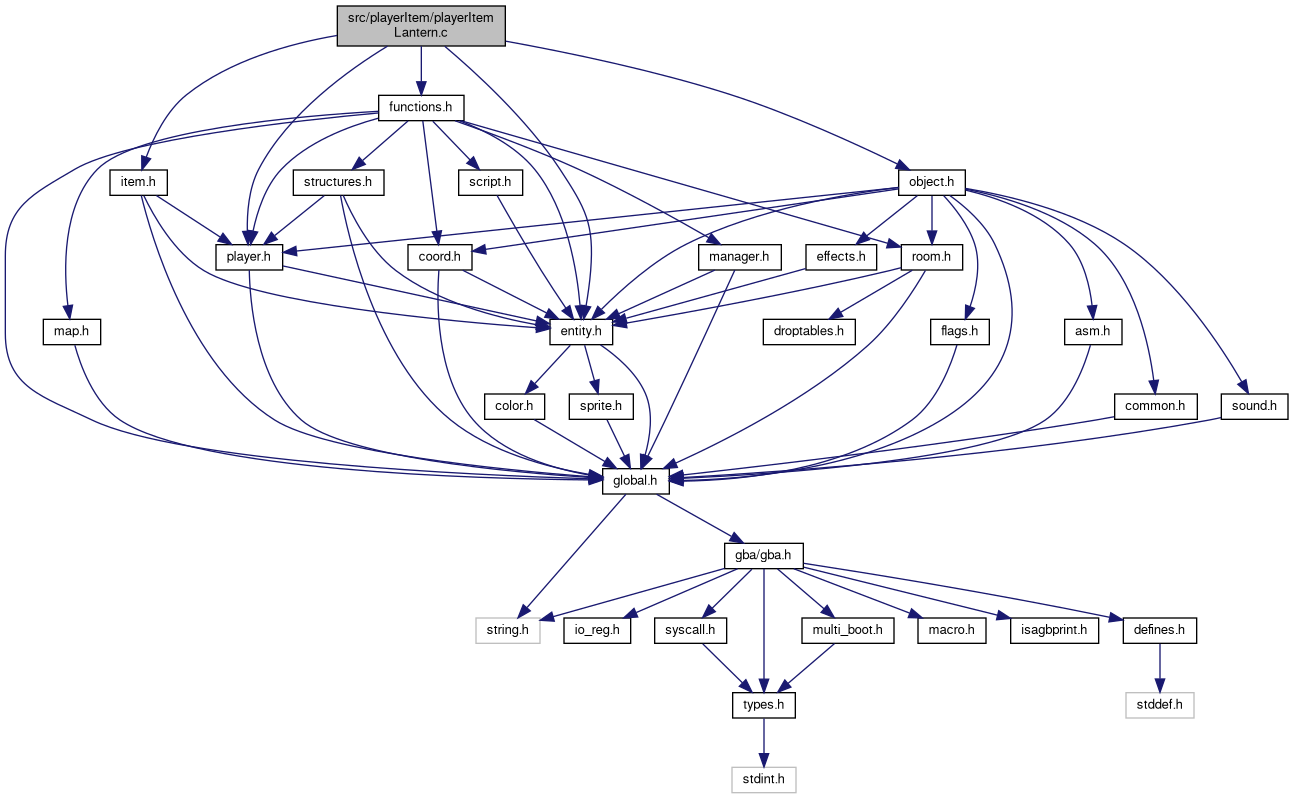 src/playerItem/playerItem
Lantern.c
functions.h
item.h
structures.h
script.h
object.h
player.h
coord.h
manager.h
effects.h
room.h
map.h
entity.h
droptables.h
flags.h
asm.h
color.h
sprite.h
common.h
sound.h
global.h
gba/gba.h
string.h
io_reg.h
syscall.h
multi_boot.h
macro.h
isagbprint.h
defines.h
types.h
stddef.h
stdint.h